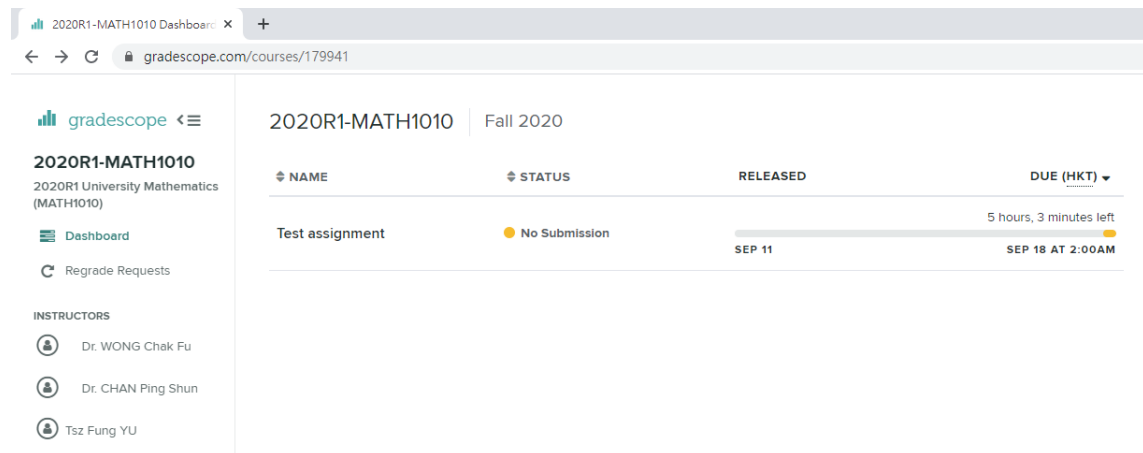 2020R1-MATH1010 Dashboard
gradescope.com/courses/179941
gradescope
2020R1-MATH1010
2020R1 University Mathematics
(MATH1010)
Dashboard
Regrade Requests
INSTRUCTORS
Dr. WONG Chak Fu
Dr. CHAN Ping Shun
Tsz Fung YU
2020R1-MATH1010 Fall 2020
NAME STATUS RELEASED DUE (HKT)
5 hours, 3 minutes left
Test assignment No Submission
SEP 11 SEP 18 AT 2:00AM